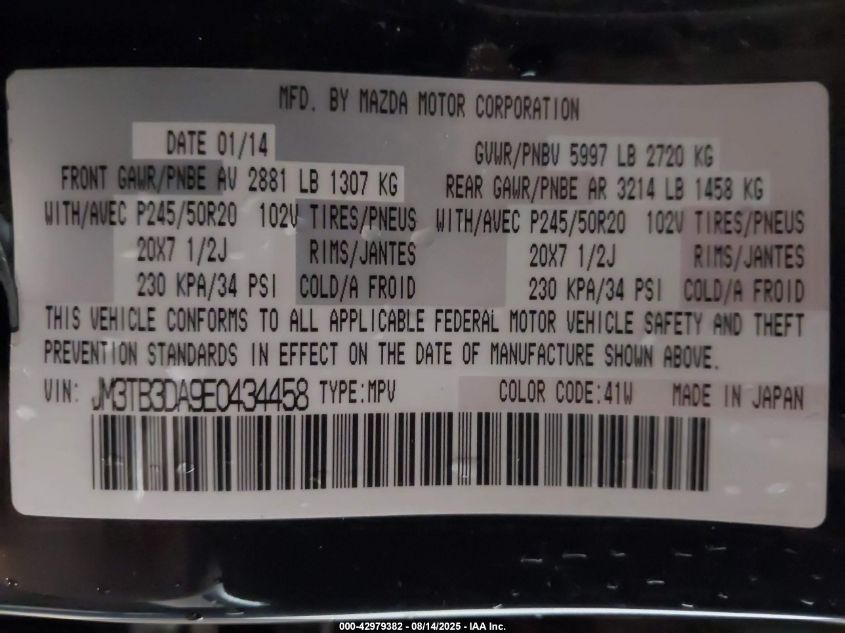 MFD. BY MAZDA MOTOR CORPORATION
DATE 01/14
GVWR/PNBV 5997 LB 2720 KG
FRONT GAWR/PNBE AV 2881 LB 1307 KG
REAR GAWR/PNBE AR 3214 LB 1458 KG
WITH/AVEC P245/50R20 102V TIRES/PNEUS
WITH/AVEC P245/50R20 102V TIRES/PNEUS
20X7 1/2J RIMS/JANTES
20X7 1/2J RIMS/JANTES
230 KPA/34 PSI COLD/A FROID
230 KPA/34 PSI COLD/A FROID
THIS VEHICLE CONFORMS TO ALL APPLICABLE FEDERAL MOTOR VEHICLE SAFETY AND THEFT
PREVENTION STANDARDS IN EFFECT ON THE DATE OF MANUFACTURE SHOWN ABOVE.
VIN: JM3TB3DA9E0434458 TYPE:MPV COLOR CODE:41W MADE IN JAPAN
000-42979382 - 08/14/2025 - IAA Inc.